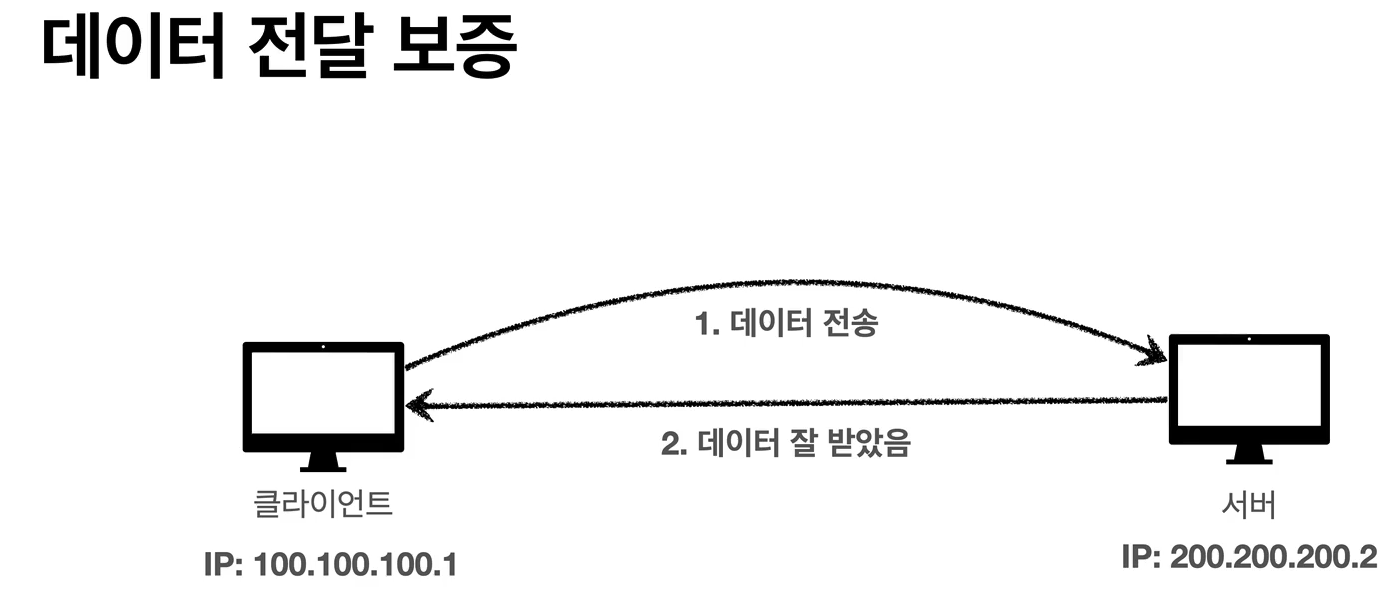 데이터 전달 보증
1. 데이터 전송
2. 데이터 잘 받았음
클라이언트
IP: 100.100.100.1
서버
IP: 200.200.200.2